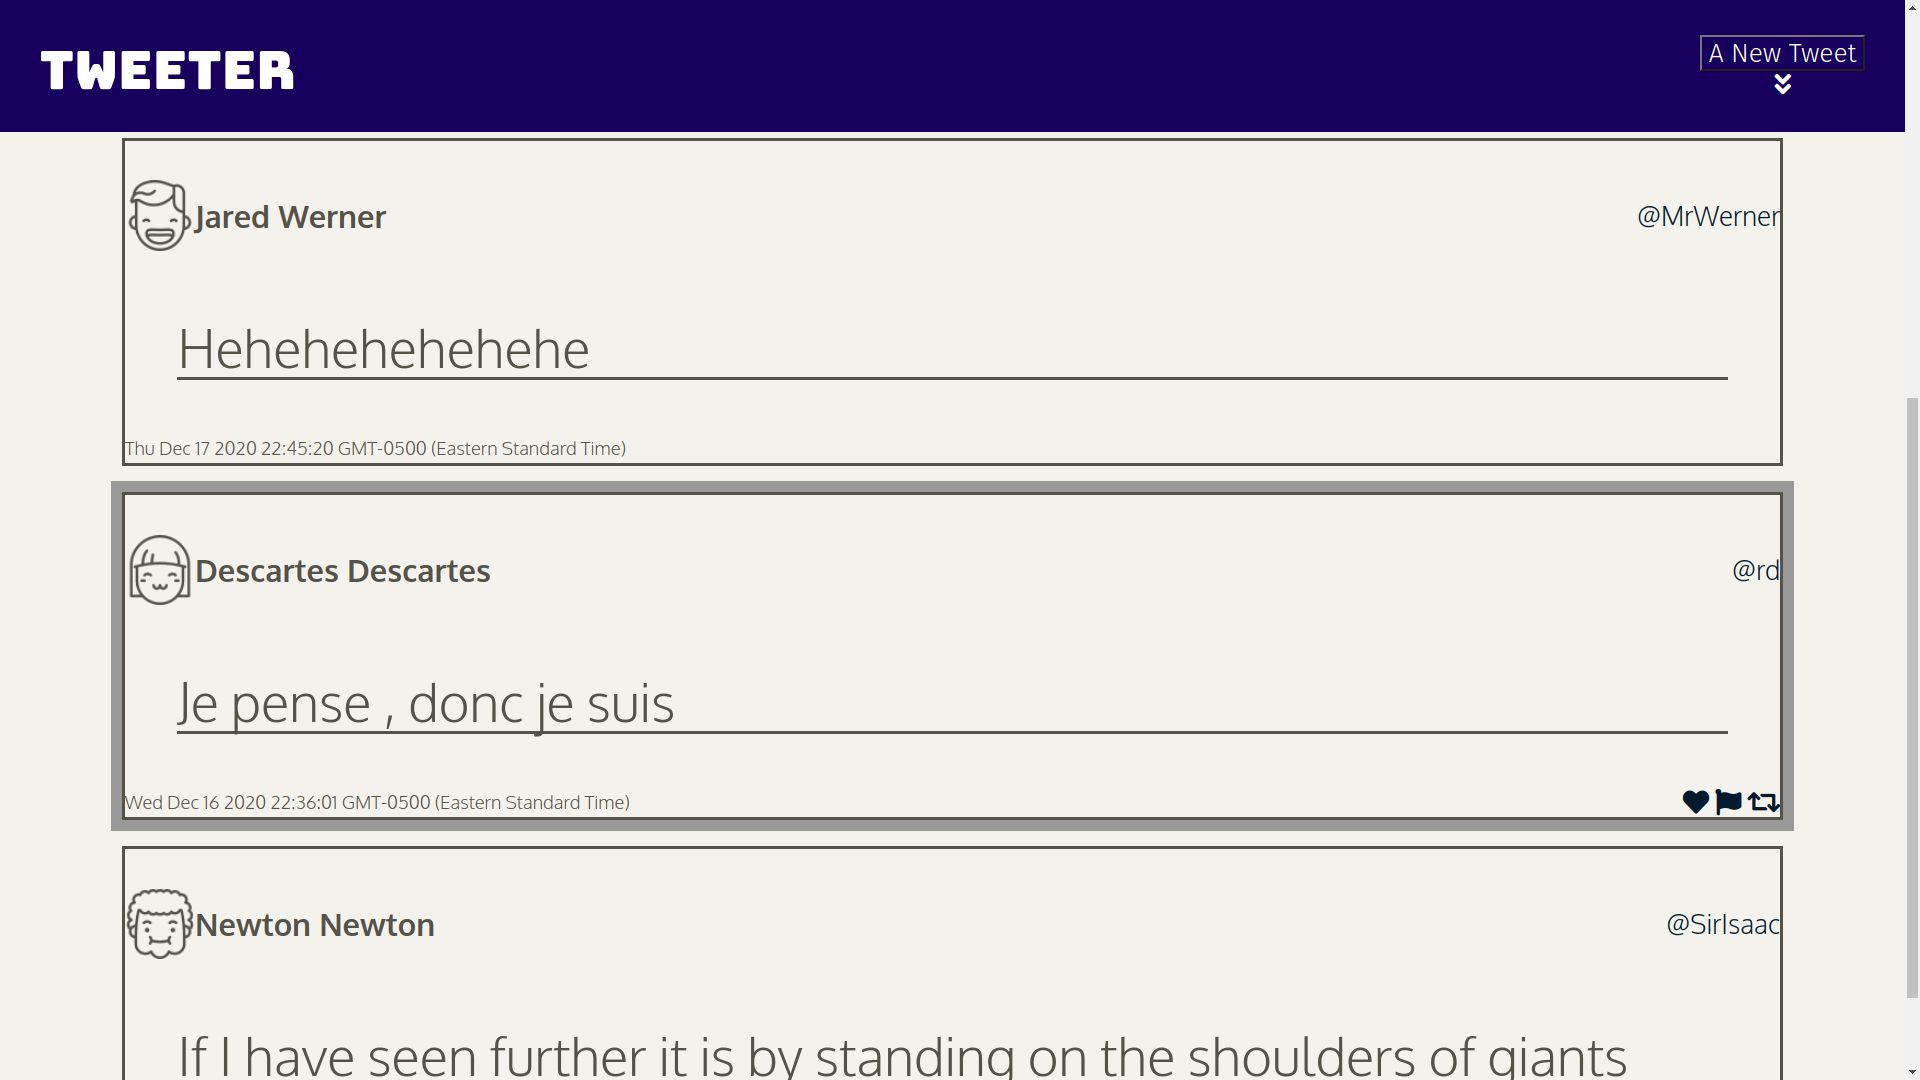 TWEETER
A New Tweet
Jared Werner
@MrWerner
Hehehehehehehe
Thu Dec 17 2020 22:45:20 GMT-0500 (Eastern Standard Time)
Descartes Descartes
@rd
Je pense , donc je suis
Wed Dec 16 2020 22:36:01 GMT-0500 (Eastern Standard Time)
Newton Newton
@SirIsaac
If I have seen further it is by standing on the shoulders of giants